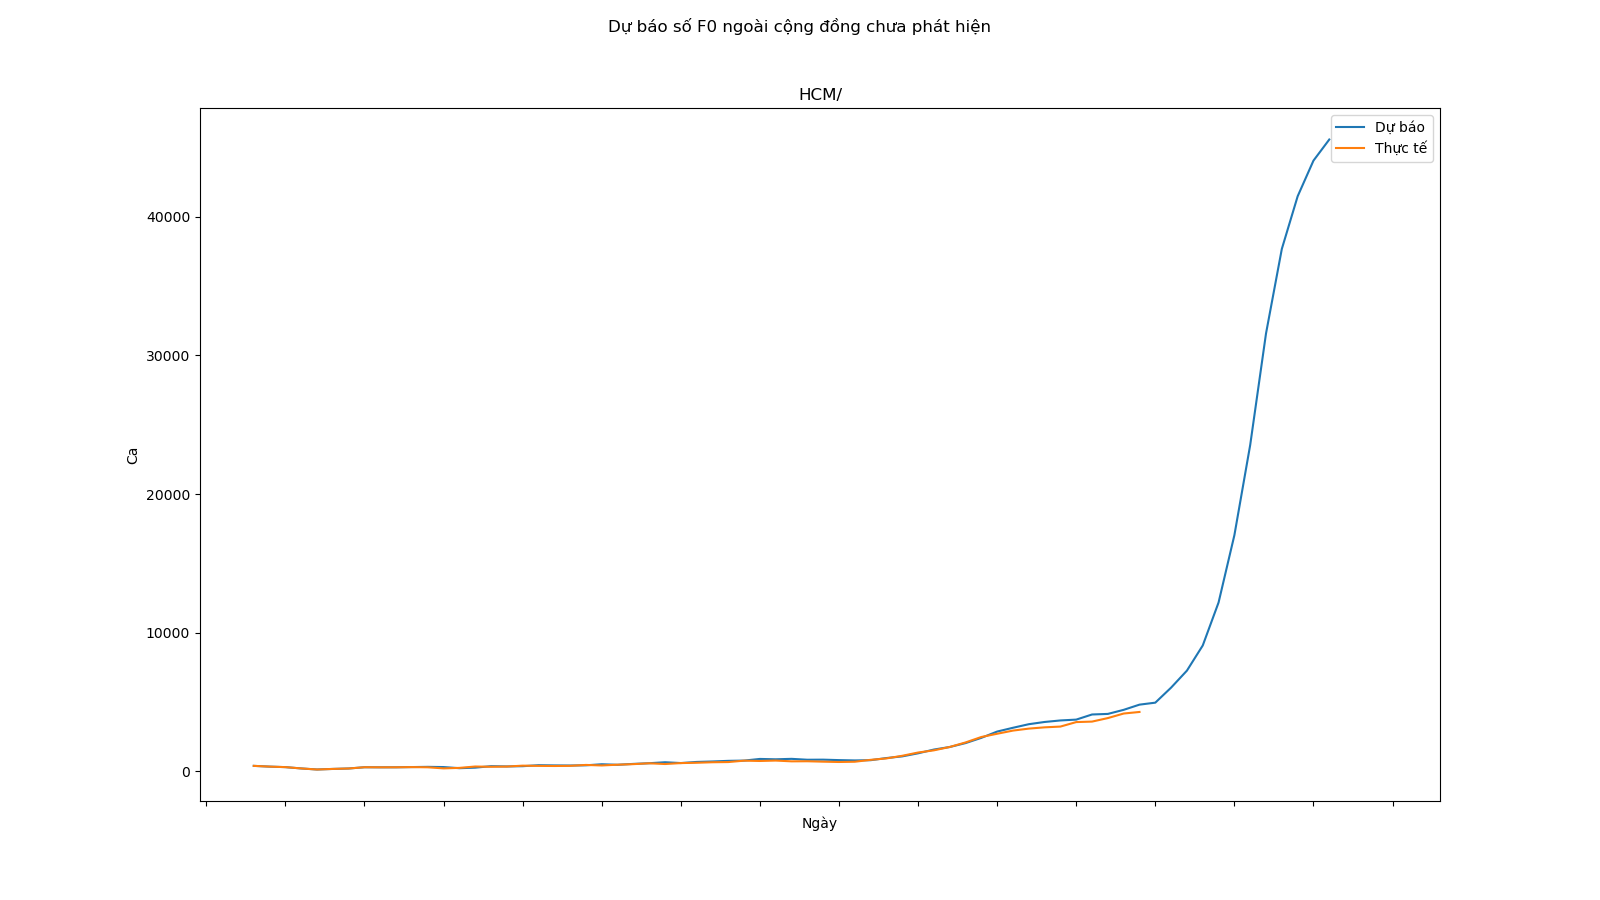 Dự báo số F0 ngoài cộng đồng chưa phát hiện
HCM/
Dự báo
Thực tế
40000
30000
20000
10000
0
Ca
Ngày